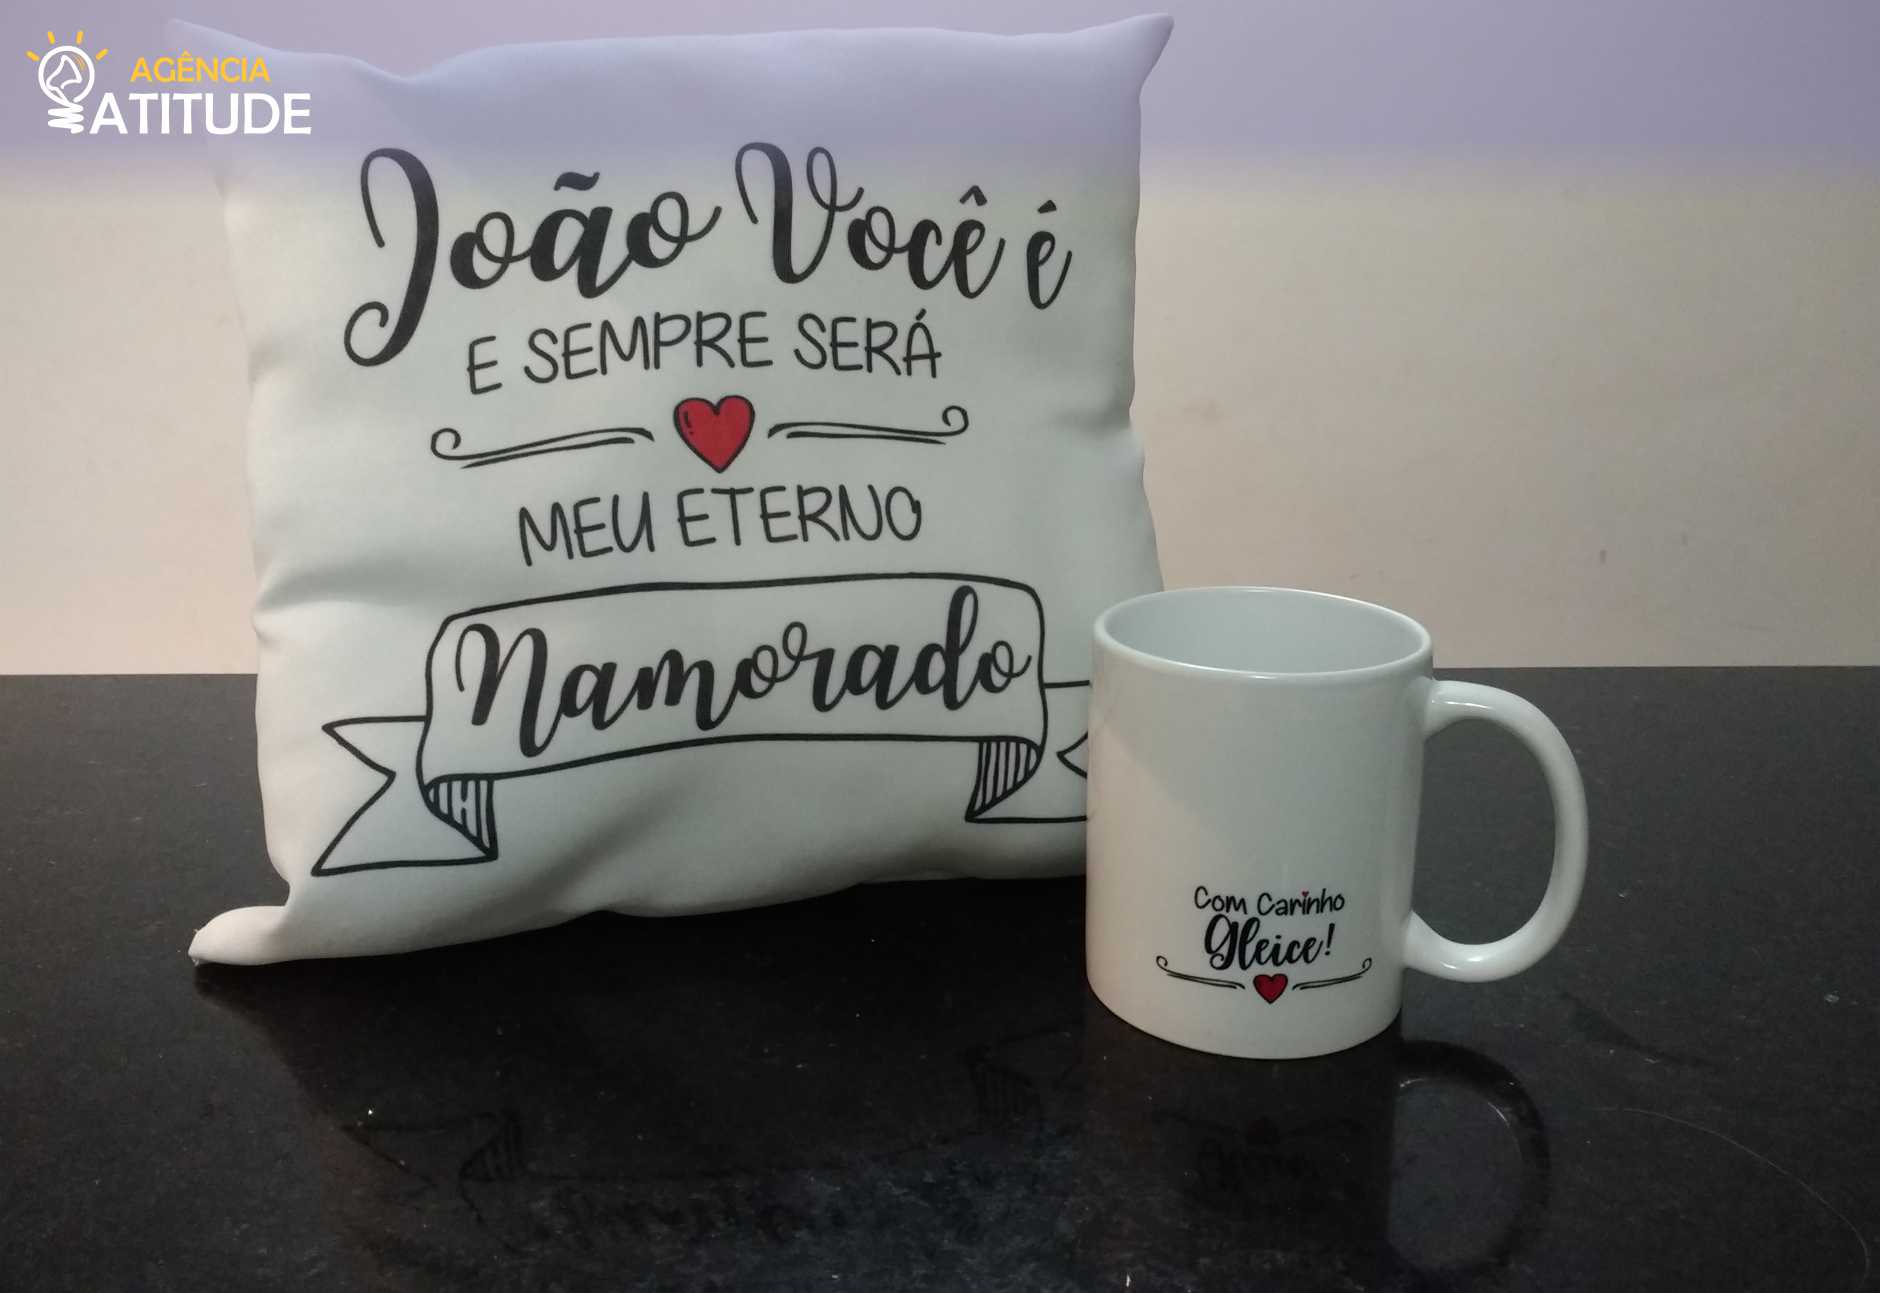 AGÊNCIA
ATITUDE
João Você é
E SEMPRE SERÁ
MEU ETERNO
Namorado
Com Carinho
Gleice!